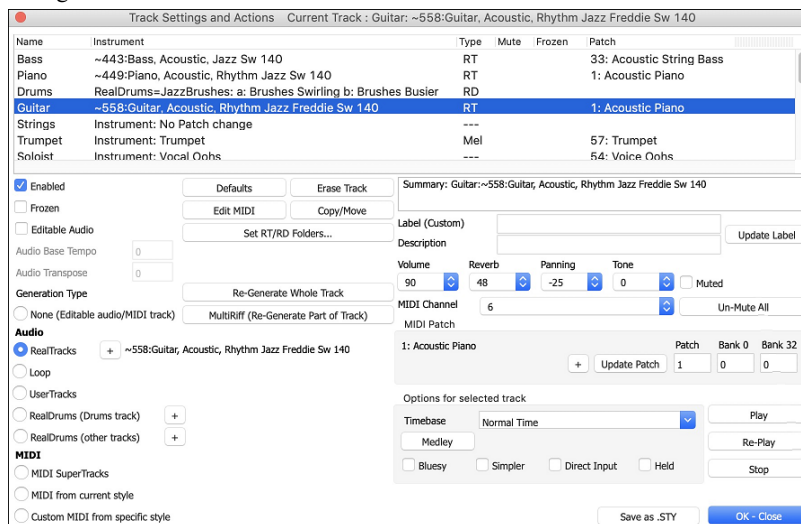 Track Settings and Actions Current Track : Guitar: ~558:Guitar, Acoustic, Rhythm Jazz Freddie Sw 140
Name Instrument Type Mute Frozen Patch
Bass ~443:Bass, Acoustic, Jazz Sw 140 RT 33: Acoustic String Bass
Piano ~449:Piano, Acoustic, Rhythm Jazz Sw 140 RT 1: Acoustic Piano
Drums RealDrums=JazzBrushes: a: Brushes Swirling b: Brushes Busier RD
Guitar ~558:Guitar, Acoustic, Rhythm Jazz Freddie Sw 140 RT 1: Acoustic Piano
Strings Instrument: No Patch change ---
Trumpet Instrument: Trumpet Mel 57: Trumpet
Soloist Instrument: Vocal Oohs --- 54: Voice Oohs
Enabled Defaults Erase Track Summary: Guitar:~558:Guitar, Acoustic, Rhythm Jazz Freddie Sw 140
Frozen Edit MIDI Copy/Move
Editable Audio Set RT/RD Folders... Label (Custom) Update Label
Audio Base Tempo 0 Description
Audio Transpose 0 Volume Reverb Panning Tone
90 48 -25 0 Muted
Generation Type Re-Generate Whole Track
None (Editable audio/MIDI track) MultiRiff (Re-Generate Part of Track) MIDI Channel 6 Un-Mute All
Audio MIDI Patch
RealTracks + ~558:Guitar, Acoustic, Rhythm Jazz Freddie Sw 140 1: Acoustic Piano Patch Bank 0 Bank 32
Loop + Update Patch 1 0 0
UserTracks Options for selected track
RealDrums (Drums track) + Timebase Normal Time Play
RealDrums (other tracks) + Medley Re-Play
MIDI
MIDI SuperTracks Bluesy Simpler Direct Input Held Stop
MIDI from current style
Custom MIDI from specific style Save as .STY OK - Close